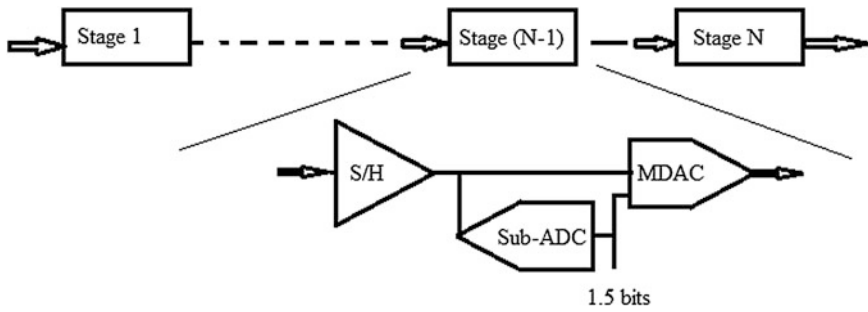 Stage 1
Stage (N-1)
Stage N
S/H
MDAC
Sub-ADC
1.5 bits